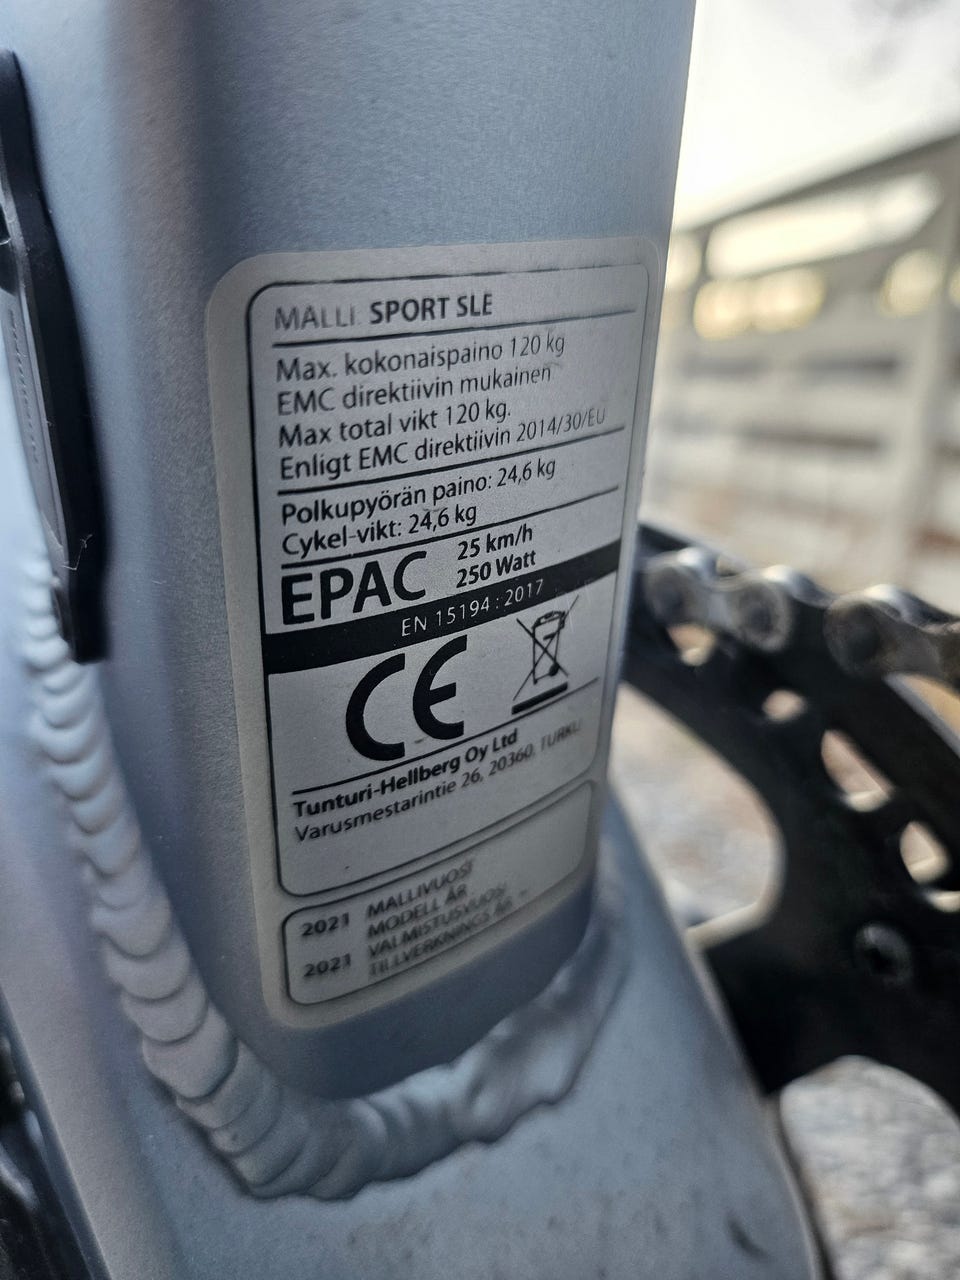 MALLI SPORT SLE
Max. kokonaispaino 120 kg
EMC direktiivin mukainen
Max total vikt 120 kg.
Enligt EMC direktiivin 2014/30/EU
Polkupyörän paino: 24,6 kg
Cykel-vikt: 24,6 kg
EPAC 25 km/h
250 Watt
EN 15194 : 2017
CE
Tunturi-Hellberg Oy Ltd
Varusmestarintie 26, 20360, TURKU
2021 MALLIVUOSI
MODELL ÅR
2021 VALMISTUSVUOSI
TILLVERKNINGS ÅR